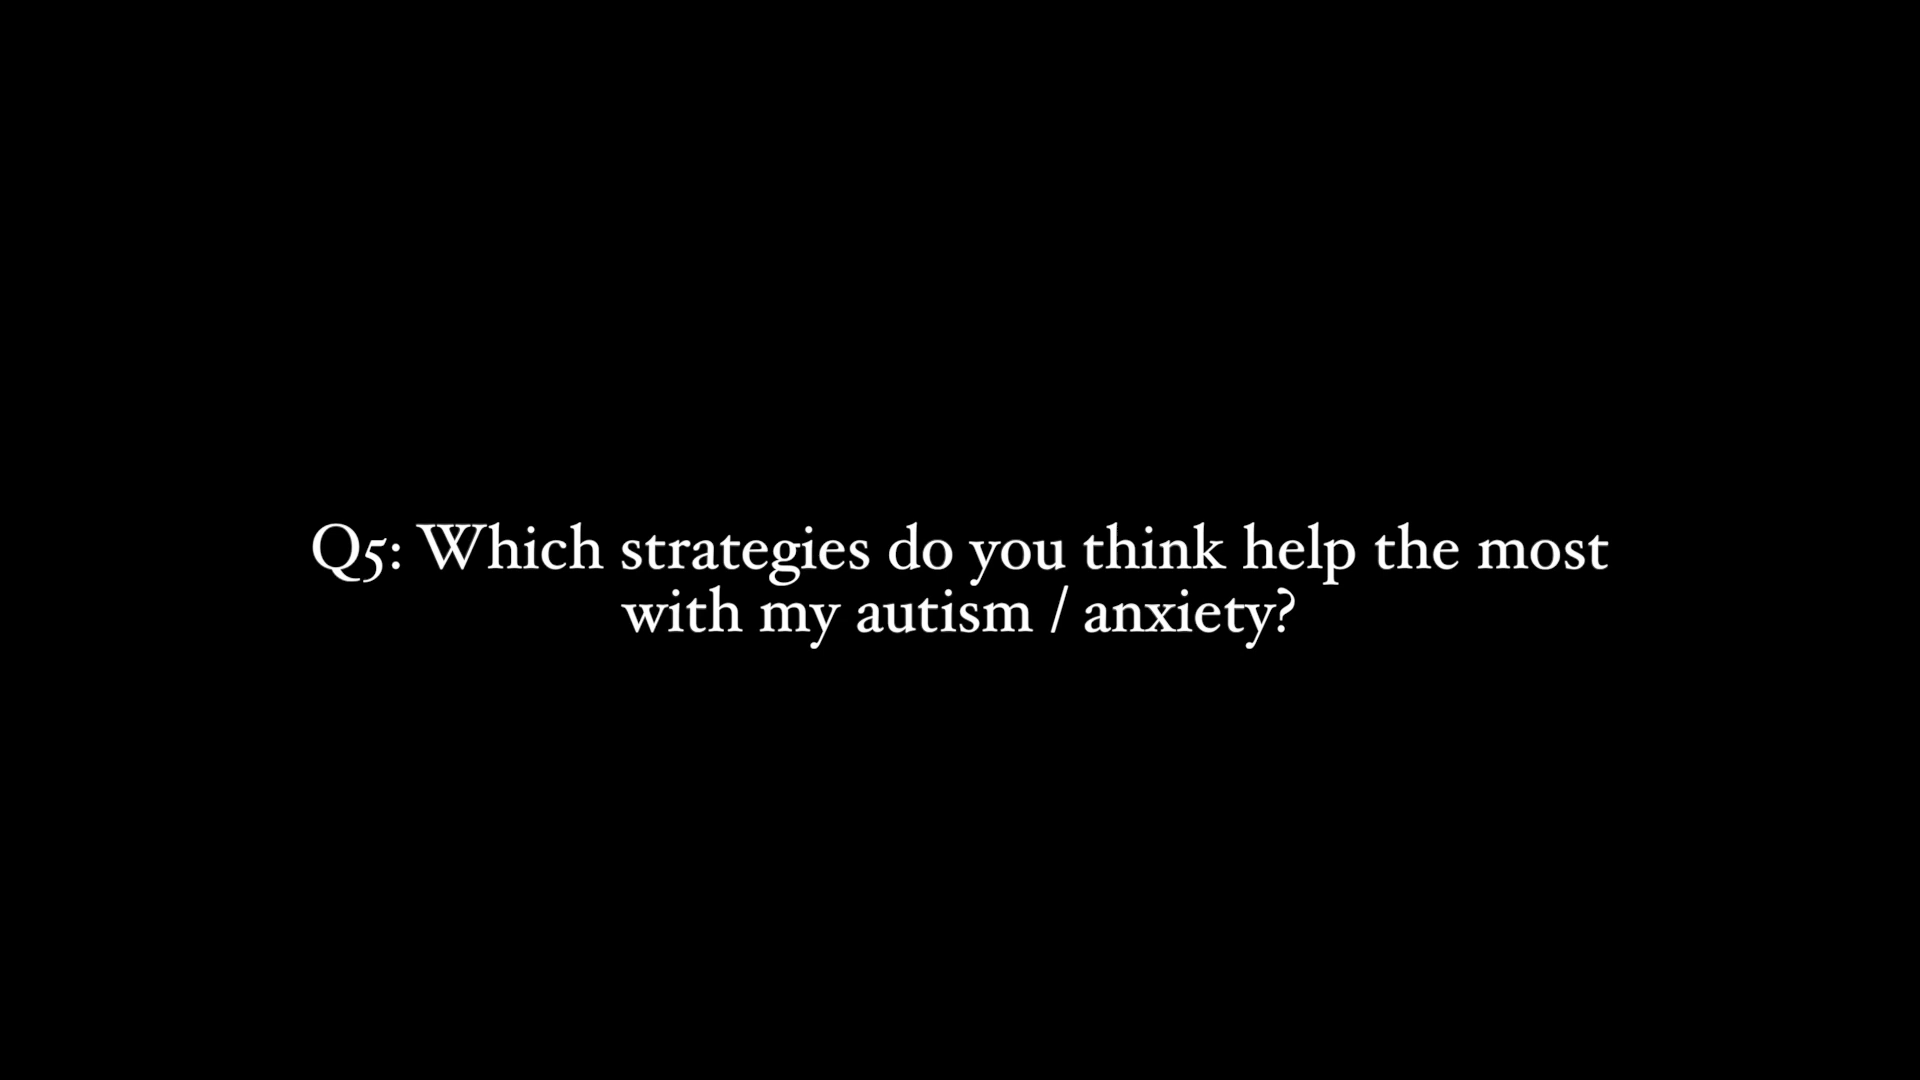 Q5: Which strategies do you think help the most
with my autism / anxiety?